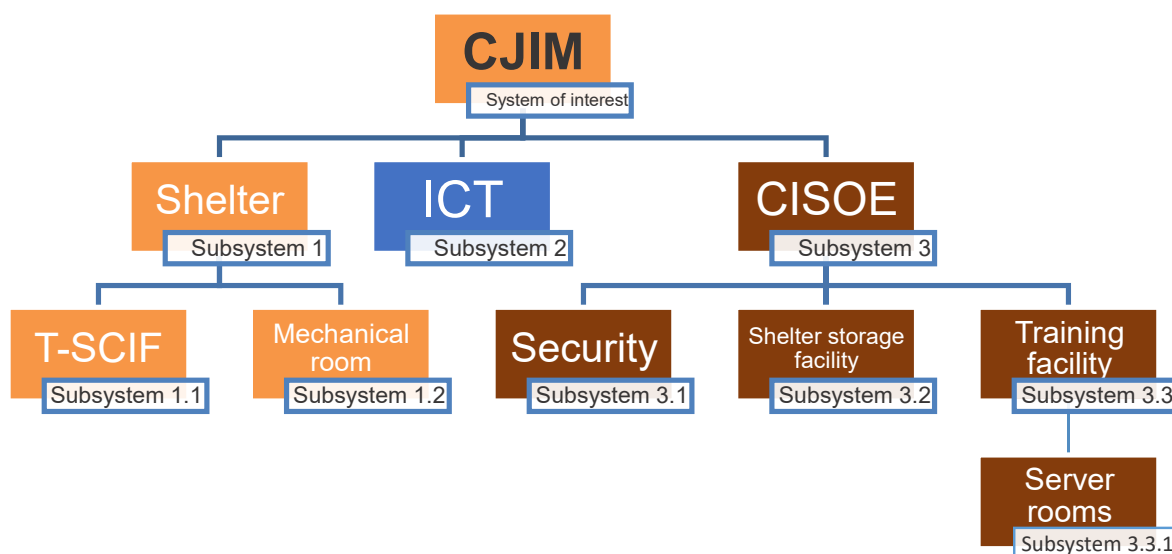 CJIM
System of interest
Shelter
Subsystem 1
ICT
Subsystem 2
CISOE
Subsystem 3
T-SCIF
Subsystem 1.1
Mechanical
room
Subsystem 1.2
Security
Subsystem 3.1
Shelter storage
facility
Subsystem 3.2
Training
facility
Subsystem 3.3
Server
rooms
Subsystem 3.3.1